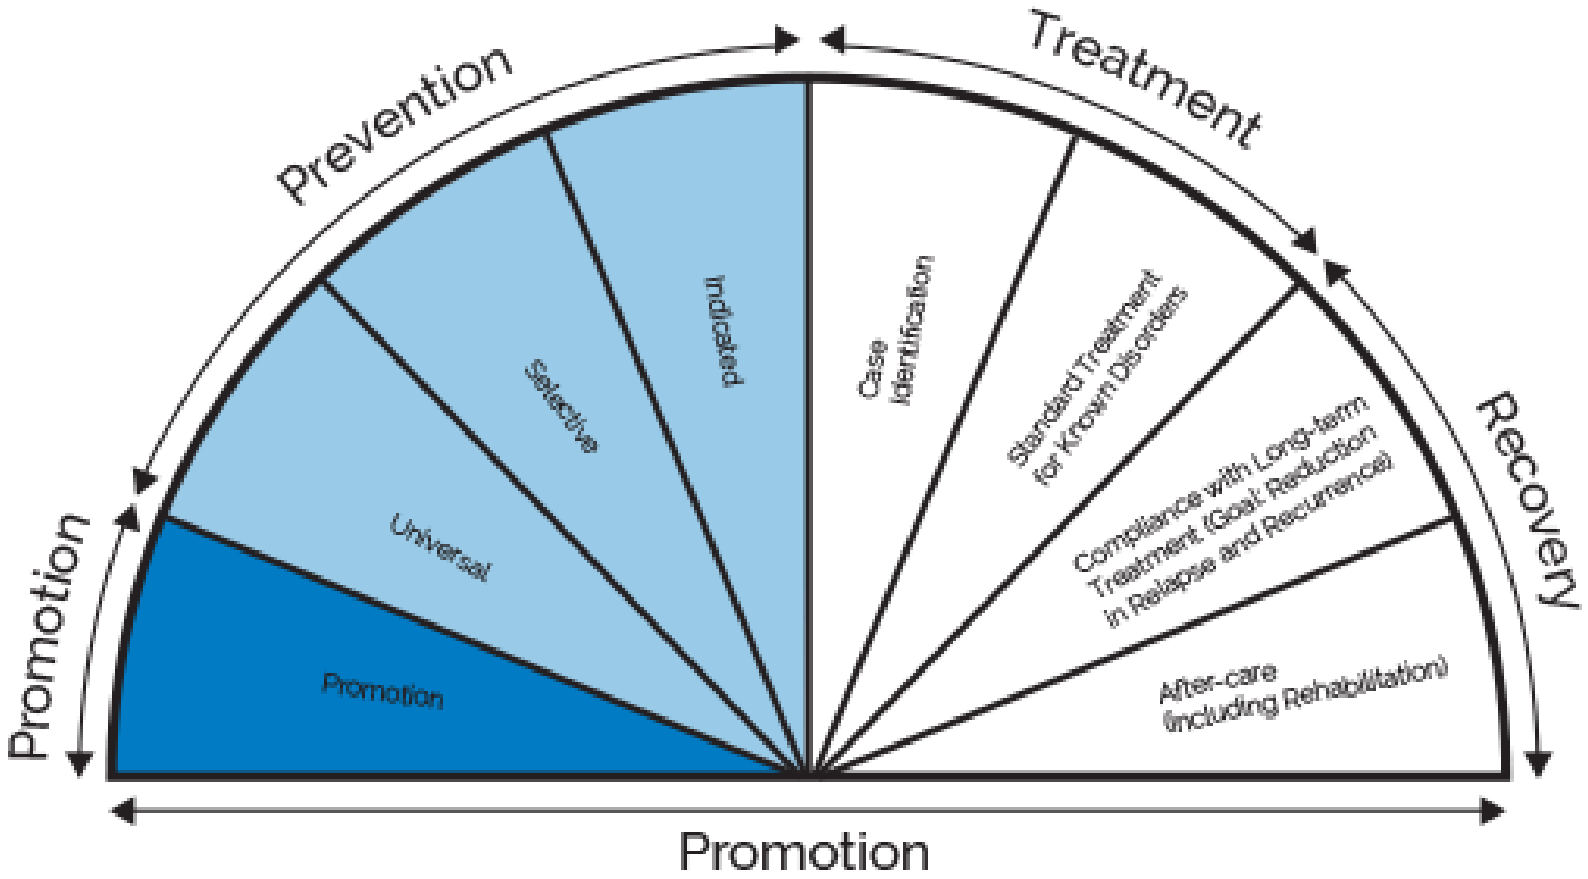 Promotion
Prevention
Treatment
Recovery
Promotion
Universal
Selective
Indicated
Case
Identification
Standard Treatment
for Known Disorders
Compliance with Long-term
Treatment (Goal: Reduction
in Relapse and Recurrence)
After-care
(including Rehabilitation)
Promotion